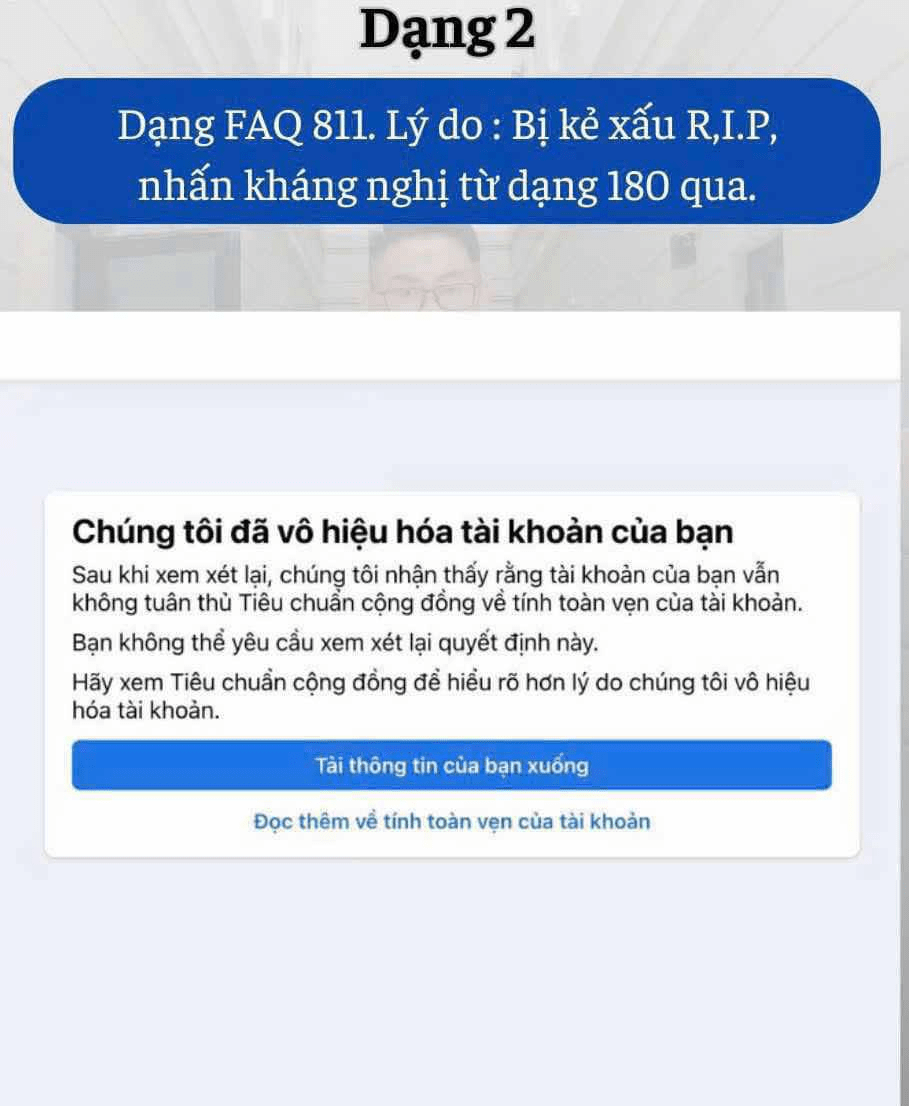 Dạng 2
Dạng FAQ 811. Lý do : Bị kẻ xấu R,I.P,
nhấn kháng nghị từ dạng 180 qua.
Chúng tôi đã vô hiệu hóa tài khoản của bạn
Sau khi xem xét lại, chúng tôi nhận thấy rằng tài khoản của bạn vẫn
không tuân thủ Tiêu chuẩn cộng đồng về tính toàn vẹn của tài khoản.
Bạn không thể yêu cầu xem xét lại quyết định này.
Hãy xem Tiêu chuẩn cộng đồng để hiểu rõ hơn lý do chúng tôi vô hiệu
hóa tài khoản.
Tải thông tin của bạn xuống
Đọc thêm về tính toàn vẹn của tài khoản